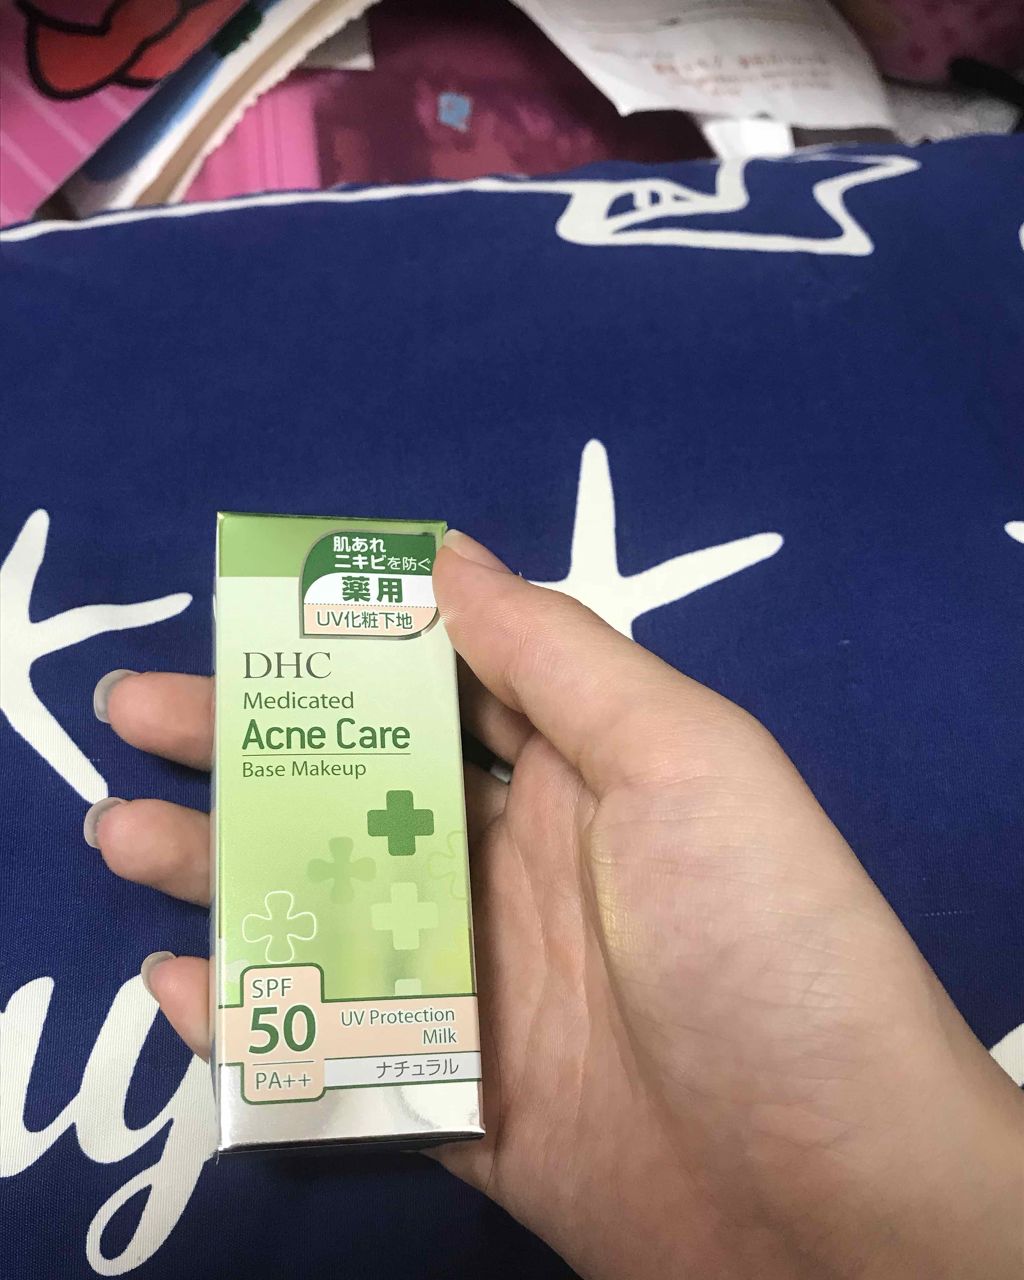 肌あれ
ニキビを防ぐ
薬用
UV化粧下地
DHC
Medicated
Acne Care
Base Makeup
SPF
50
PA++
UV Protection
Milk
ナチュラル